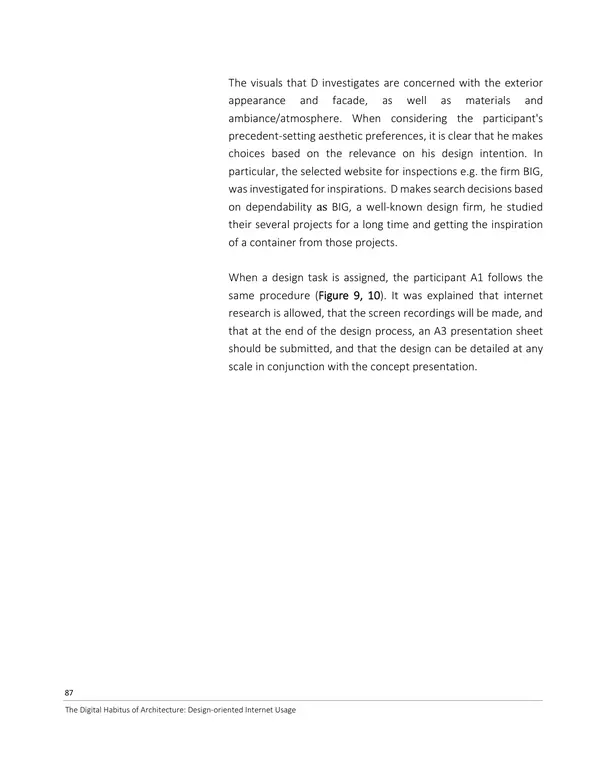 The visuals that D investigates are concerned with the exterior
appearance and facade, as well as materials and
ambiance/atmosphere. When considering the participant's
precedent-setting aesthetic preferences, it is clear that he makes
choices based on the relevance on his design intention. In
particular, the selected website for inspections e.g. the firm BIG,
was investigated for inspirations. D makes search decisions based
on dependability as BIG, a well-known design firm, he studied
their several projects for a long time and getting the inspiration
of a container from those projects.
When a design task is assigned, the participant A1 follows the
same procedure (Figure 9, 10). It was explained that internet
research is allowed, that the screen recordings will be made, and
that at the end of the design process, an A3 presentation sheet
should be submitted, and that the design can be detailed at any
scale in conjunction with the concept presentation.
87
The Digital Habitus of Architecture: Design-oriented Internet Usage